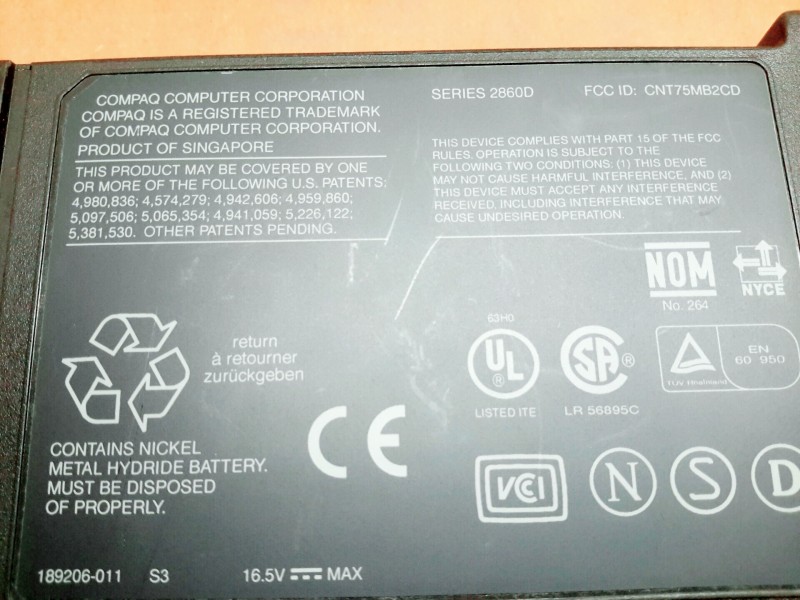 COMPAQ COMPUTER CORPORATION
COMPAQ IS A REGISTERED TRADEMARK
OF COMPAQ COMPUTER CORPORATION.
PRODUCT OF SINGAPORE
THIS PRODUCT MAY BE COVERED BY ONE
OR MORE OF THE FOLLOWING U.S. PATENTS:
4,980,836; 4,574,279; 4,942,606; 4,959,860;
5,097,506; 5,065,354; 4,941,059; 5,226,122;
5,381,530. OTHER PATENTS PENDING.
SERIES 2860D FCC ID: CNT75MB2CD
THIS DEVICE COMPLIES WITH PART 15 OF THE FCC
RULES. OPERATION IS SUBJECT TO THE
FOLLOWING TWO CONDITIONS: (1) THIS DEVICE
MAY NOT CAUSE HARMFUL INTERFERENCE, AND (2)
THIS DEVICE MUST ACCEPT ANY INTERFERENCE
RECEIVED, INCLUDING INTERFERENCE THAT MAY
CAUSE UNDESIRED OPERATION.
NOM
No. 264
NYCE
return
à retourner
zurückgeben
63H0
UL ®
LISTED ITE
SA ®
LR 56895C
TUV Rheinland
EN
60 950
CONTAINS NICKEL
METAL HYDRIDE BATTERY.
MUST BE DISPOSED
OF PROPERLY.
CE
VCI
N
S
D
189206-011 S3 16.5V MAX